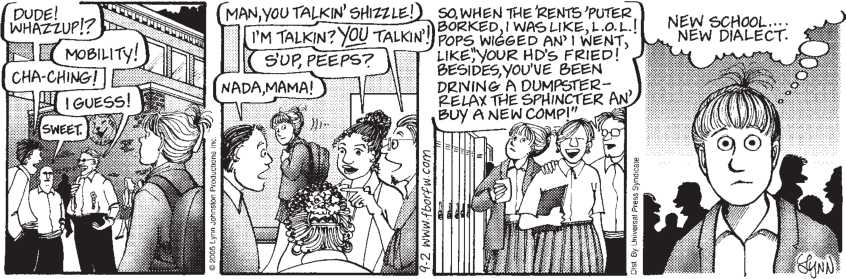 DUDE!
WHAZZUP!?
MOBILITY!
CHA-CHING!
I GUESS!
SWEET.
© 2005 Lynn Johnston Productions Inc.
MAN, YOU TALKIN' SHIZZLE!
I'M TALKIN? YOU TALKIN'!
S'UP, PEEPS?
NADA, MAMA!
9-2 www.fborfw.com
SO, WHEN THE 'RENTS 'PUTER
BORKED, I WAS LIKE, L.O.L.!
POPS WIGGED AN' I WENT,
LIKE, "YOUR HD'S FRIED!
BESIDES, YOU'VE BEEN
DRIVING A DUMPSTER-
RELAX THE SPHINCTER AN'
BUY A NEW COMP!"
Dist. By Universal Press Syndicate
NEW SCHOOL....
NEW DIALECT.
LYNN